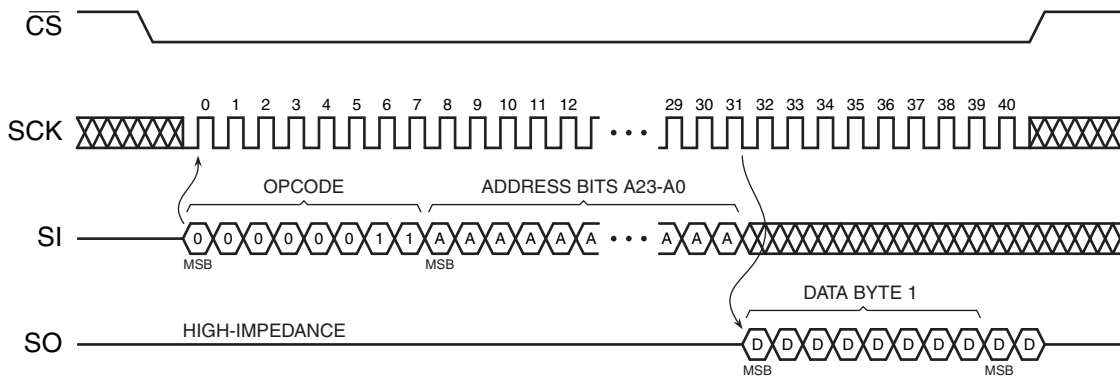 CS
0 1 2 3 4 5 6 7 8 9 10 11 12 29 30 31 32 33 34 35 36 37 38 39 40
SCK
OPCODE ADDRESS BITS A23-A0
SI 0 0 0 0 0 0 1 1 A A A A A A A A A
MSB MSB
DATA BYTE 1
HIGH-IMPEDANCE
SO D D D D D D D D D D
MSB MSB